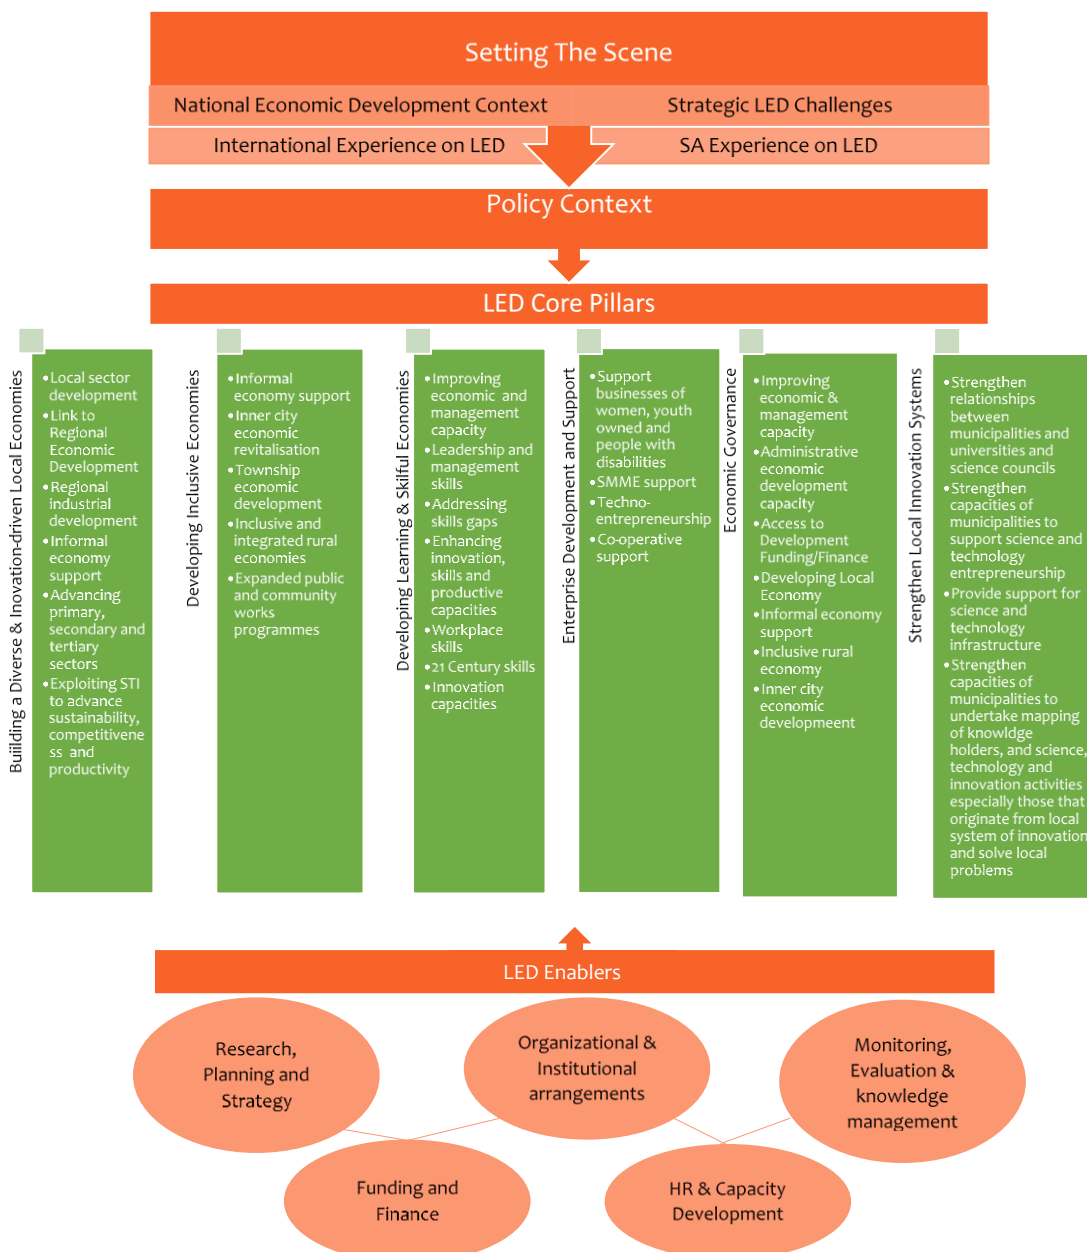 Setting The Scene
National Economic Development Context
Strategic LED Challenges
International Experience on LED
SA Experience on LED
Policy Context
LED Core Pillars
Buiilding a Diverse & Inovation-driven Local Economies
•Local sector
development
•Link to
Regional
Economic
Development
•Regional
industrial
development
•Informal
economy
support
•Advancing
primary,
secondary and
tertiary
sectors
•Exploiting STI
to advance
sustainability,
competitivene
ss and
productivity
Developing Inclusive Economies
•Informal
economy support
•Inner city
economic
revitalisation
•Township
economic
development
•Inclusive and
integrated rural
economies
•Expanded public
and community
works
programmes
Developing Learning & Skilful Economies
•Improving
economic and
management
capacity
•Leadership and
management
skills
•Addressing
skills gaps
•Enhancing
innovation,
skills and
productive
capacities
•Workplace
skills
•21 Century skills
•Innovation
capacities
Enterprise Development and Support
•Support
businesses of
women, youth
owned and
people with
disabilities
•SMME support
•Techno-
entrepreneurship
•Co-operative
support
Economic Governance
•Improving
economic &
management
capacity
•Administrative
economic
development
capacity
•Access to
Development
Funding/Finance
•Developing Local
Economy
•Informal economy
support
•Inclusive rural
economy
•Inner city
economic
developmeent
Strengthen Local Innovation Systems
•Strengthen
relationships
between
municipalities and
universities and
science councils
•Strengthen
capacities of
municipalities to
support science and
technology
entrepreneurship
•Provide support for
science and
technology
infrastructure
•Strengthen
capacities of
municipalities to
undertake mapping
of knowldge
holders, and science,
technology and
innovation activities
especially those that
originate from local
system of innovation
and solve local
problems
LED Enablers
Research,
Planning and
Strategy
Organizational &
Institutional
arrangements
Monitoring,
Evaluation &
knowledge
management
Funding and
Finance
HR & Capacity
Development